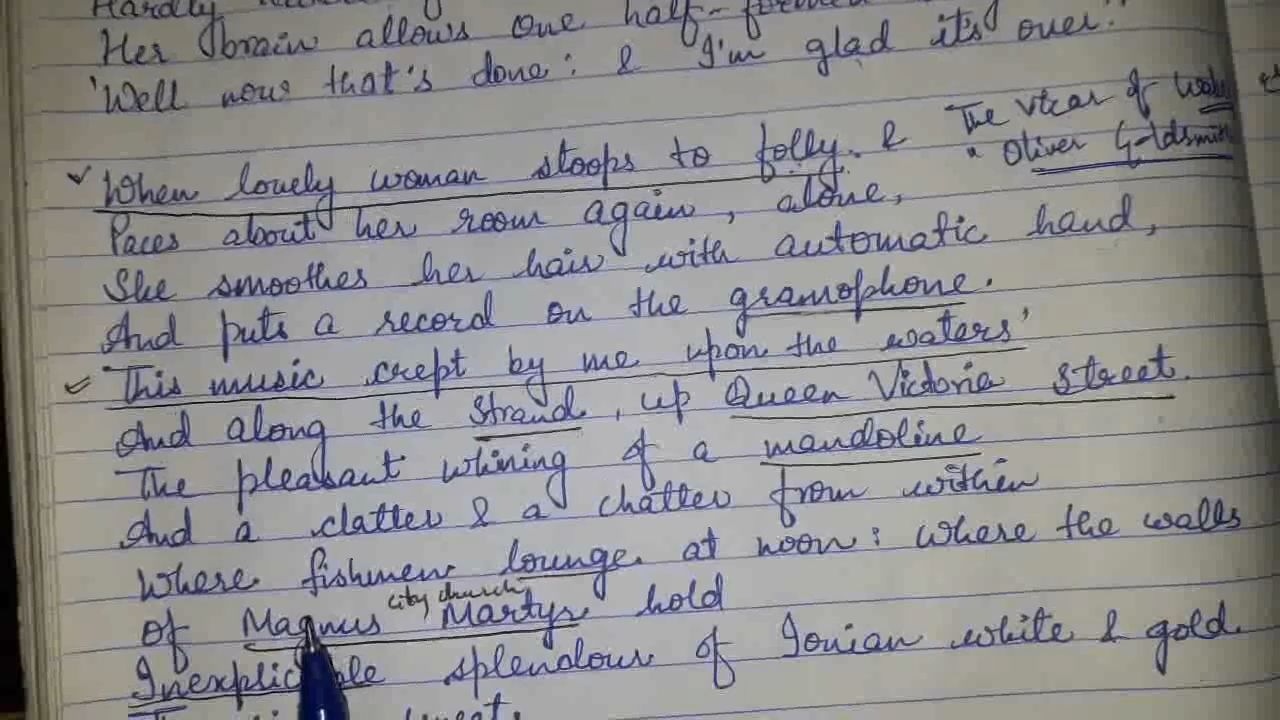 Hardly
Her brain allows one half-formed
'Well now that's done: & I'm glad it's over.'
When lovely woman stoops to folly. & The vicar of
Oliver Goldsmith
Paces about her room again, alone,
She smoothes her hair with automatic hand,
And puts a record on the gramophone.
'This music crept by me upon the waters'
And along the Strand, up Queen Victoria Street.
The pleasant whining of a mandoline
And a clatter & a chatter from within
Where fishmen lounge at noon: where the walls
city church
Of Magnus Martyr hold
Inexplicable splendour of Ionian white & gold.